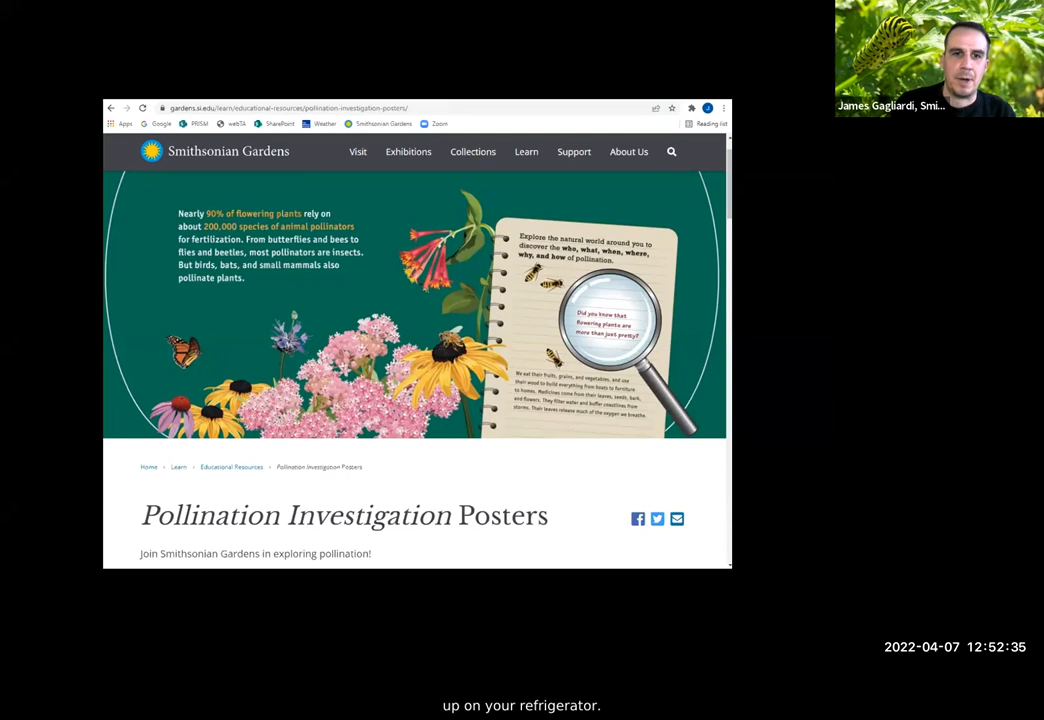 James Gagliardi, Smi...
gardens.si.edu/learn/educational-resources/pollination-investigation-posters/
Apps Google PRISM webTA SharePoint Weather Smithsonian Gardens Zoom Reading list
Smithsonian Gardens Visit Exhibitions Collections Learn Support About Us
Nearly 90% of flowering plants rely on
about 200,000 species of animal pollinators
for fertilization. From butterflies and bees to
flies and beetles, most pollinators are insects.
But birds, bats, and small mammals also
pollinate plants.
Explore the natural world around you to
discover the who, what, when, where,
why, and how of pollination.
Did you know that
flowering plants are
more than just pretty?
We eat their fruits, grains, and vegetables, and use
their wood to build everything from boats to furniture
to homes. Medicines come from their leaves, seeds, bark,
and flowers. They filter water and buffer coastlines from
storms. Their leaves release much of the oxygen we breathe.
Home › Learn › Educational Resources › Pollination Investigation Posters
Pollination Investigation Posters
Join Smithsonian Gardens in exploring pollination!
2022-04-07 12:52:35
up on your refrigerator.